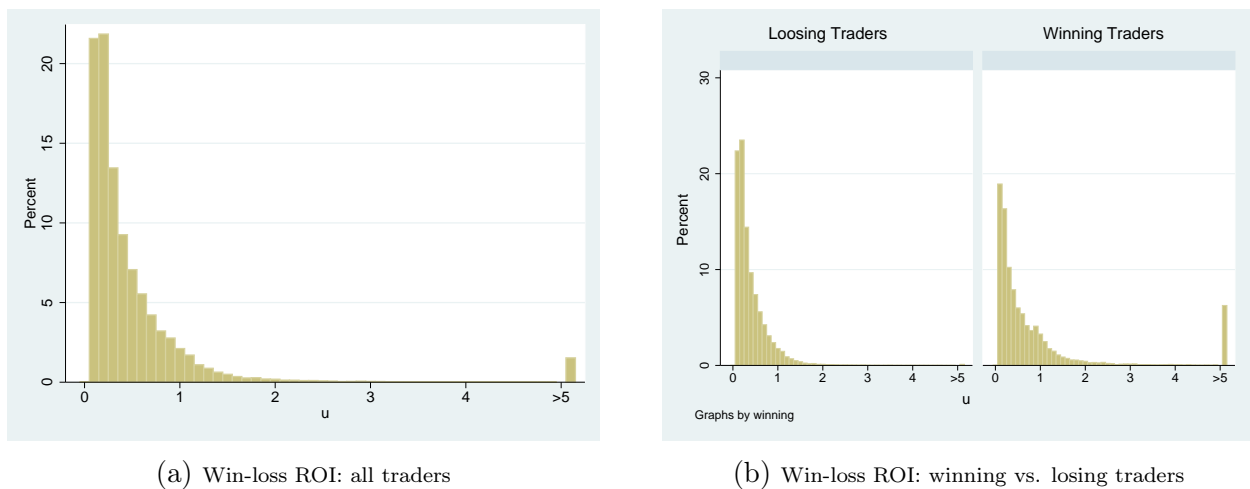 Percent
20
15
10
5
0
0 1 2 3 4 >5
u
(a) Win-loss ROI: all traders
Loosing Traders Winning Traders
Percent
30
20
10
0
0 1 2 3 4 >5 0 1 2 3 4 >5
u
Graphs by winning
(b) Win-loss ROI: winning vs. losing traders